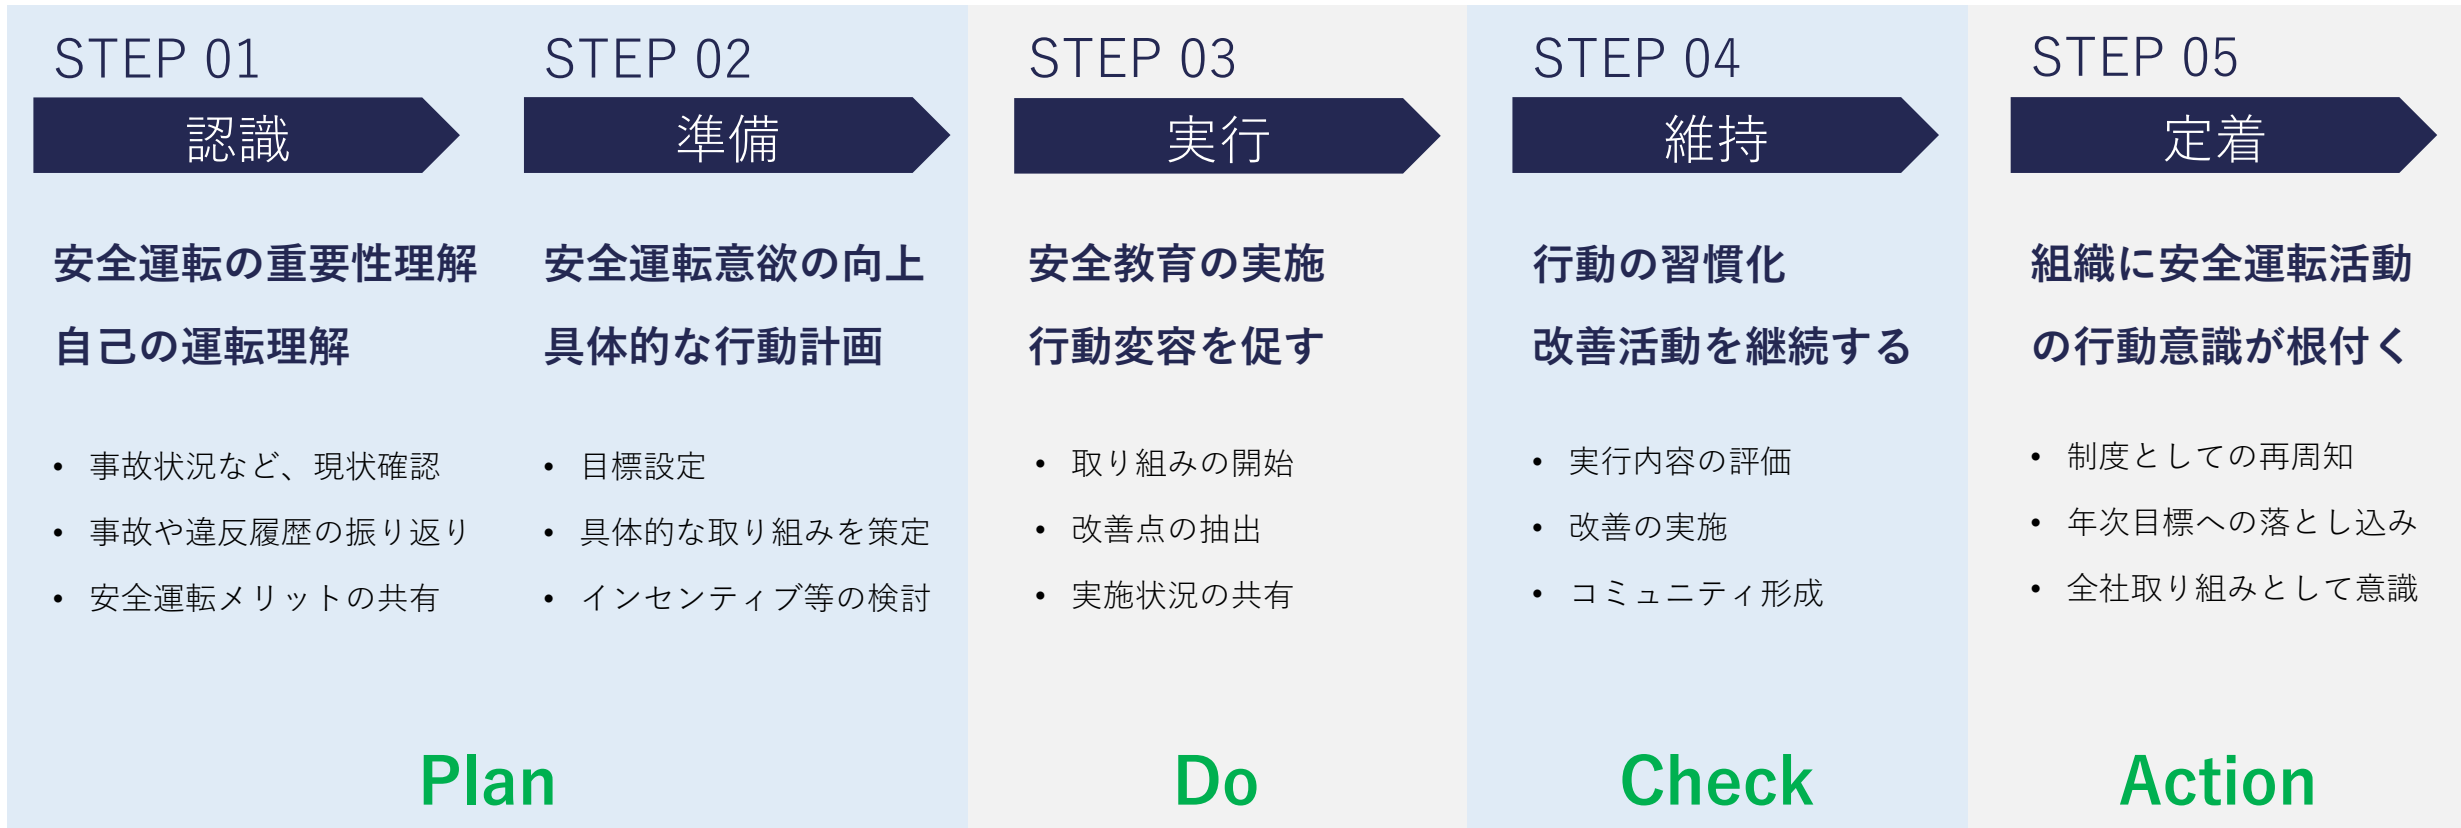 STEP 01
認識
安全運転の重要性理解
自己の運転理解
• 事故状況など、現状確認
• 事故や違反履歴の振り返り
• 安全運転メリットの共有
STEP 02
準備
安全運転意欲の向上
具体的な行動計画
• 目標設定
• 具体的な取り組みを策定
• インセンティブ等の検討
Plan
STEP 03
実行
安全教育の実施
行動変容を促す
• 取り組みの開始
• 改善点の抽出
• 実施状況の共有
Do
STEP 04
維持
行動の習慣化
改善活動を継続する
• 実行内容の評価
• 改善の実施
• コミュニティ形成
Check
STEP 05
定着
組織に安全運転活動
の行動意識が根付く
• 制度としての再周知
• 年次目標への落とし込み
• 全社取り組みとして意識
Action